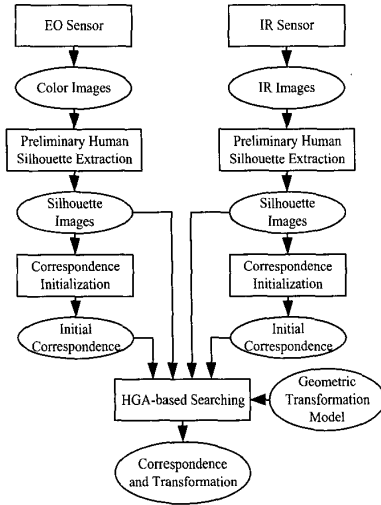 EO Sensor
IR Sensor
Color Images
IR Images
Preliminary Human
Silhouette Extraction
Preliminary Human
Silhouette Extraction
Silhouette
Images
Silhouette
Images
Correspondence
Initialization
Correspondence
Initialization
Initial
Correspondence
Initial
Correspondence
HGA-based Searching
Geometric
Transformation
Model
Correspondence
and Transformation